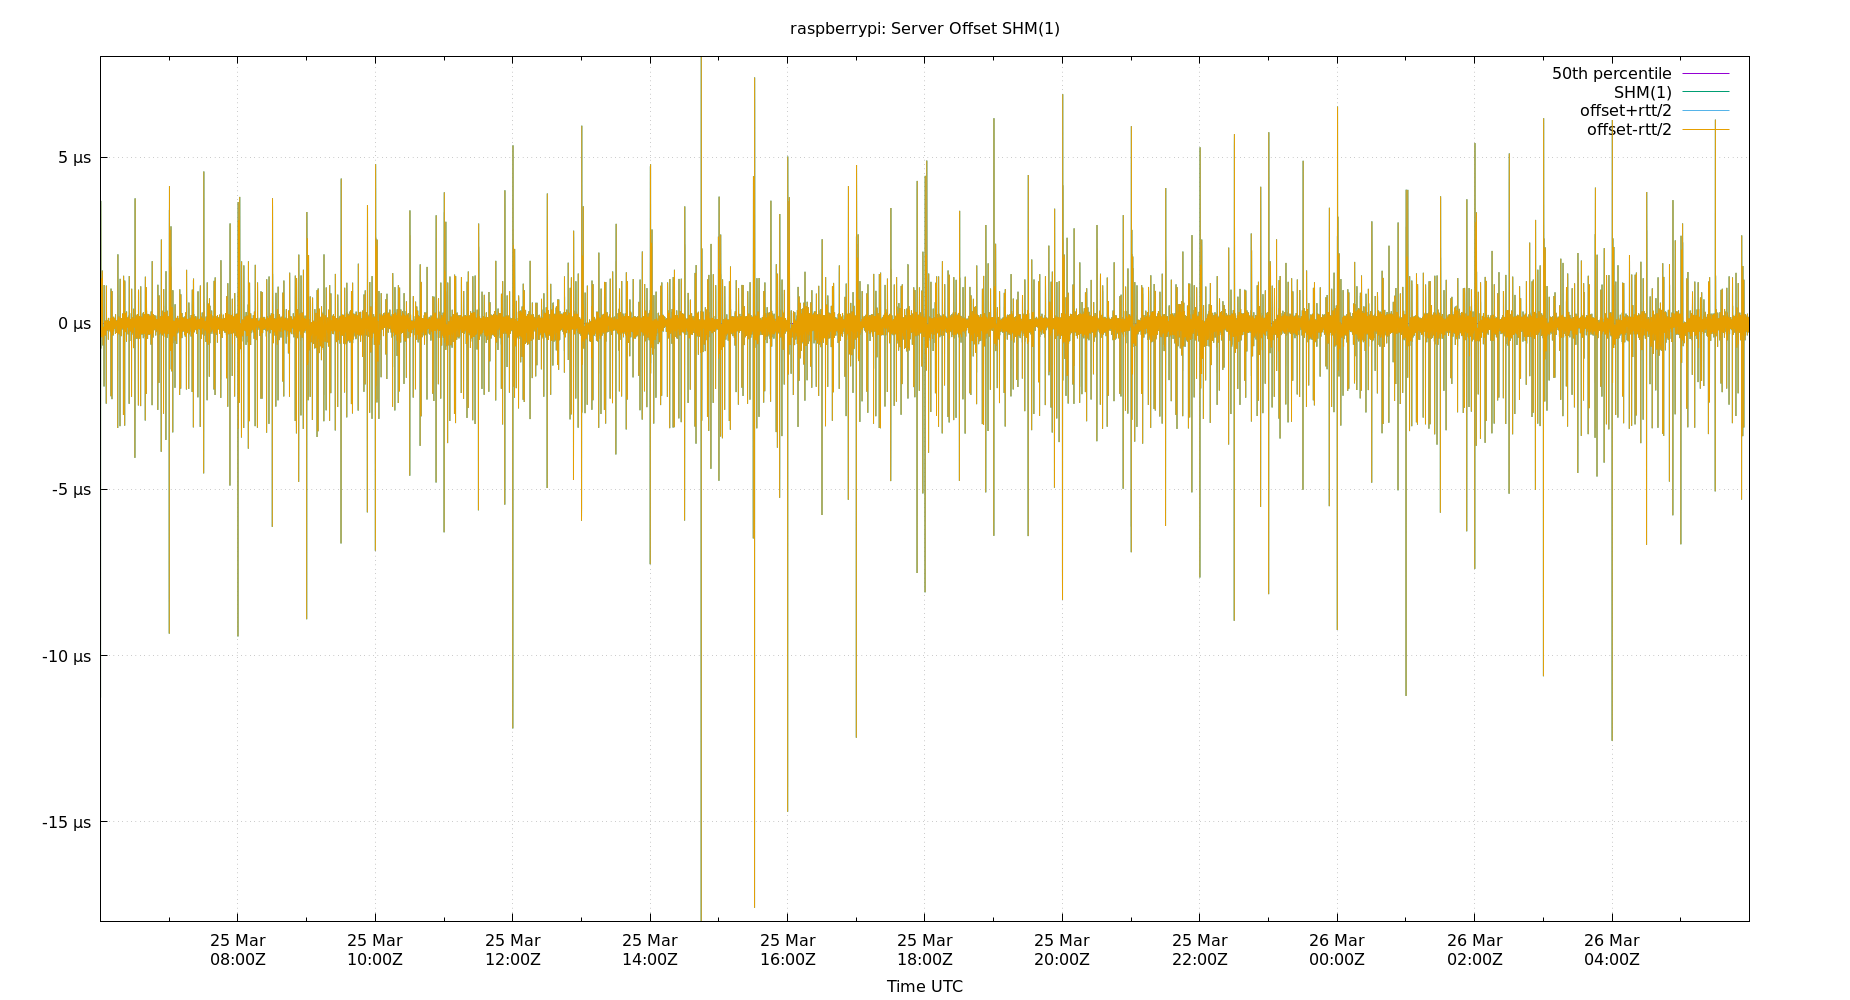 raspberrypi: Server Offset SHM(1)
50th percentile
SHM(1)
offset+rtt/2
offset-rtt/2
5 µs
0 µs
-5 µs
-10 µs
-15 µs
25 Mar 25 Mar 25 Mar 25 Mar 25 Mar 25 Mar 25 Mar 25 Mar 26 Mar 26 Mar 26 Mar
08:00Z 10:00Z 12:00Z 14:00Z 16:00Z 18:00Z 20:00Z 22:00Z 00:00Z 02:00Z 04:00Z
Time UTC